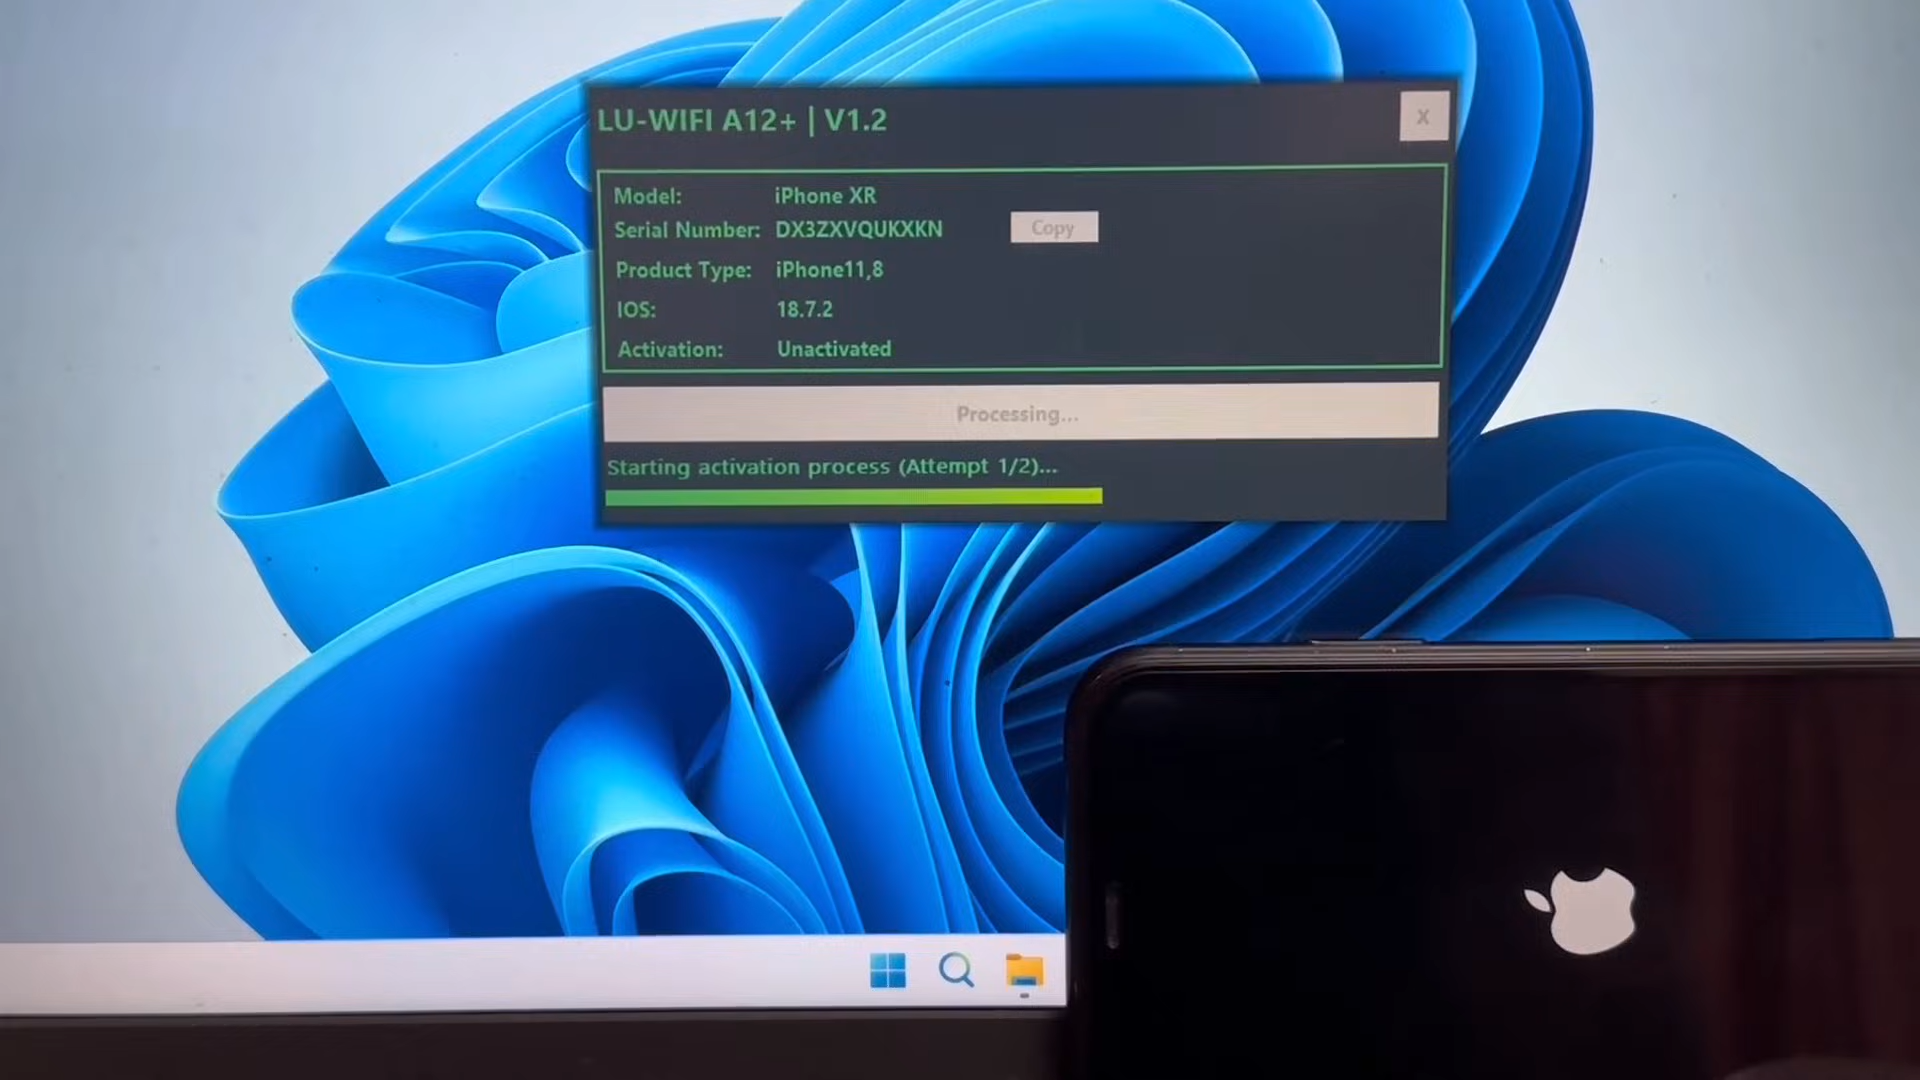 LU-WIFI A12+ | V1.2
X
Model: iPhone XR
Serial Number: DX3ZXVQUKXKN Copy
Product Type: iPhone11,8
IOS: 18.7.2
Activation: Unactivated
Processing...
Starting activation process (Attempt 1/2)...